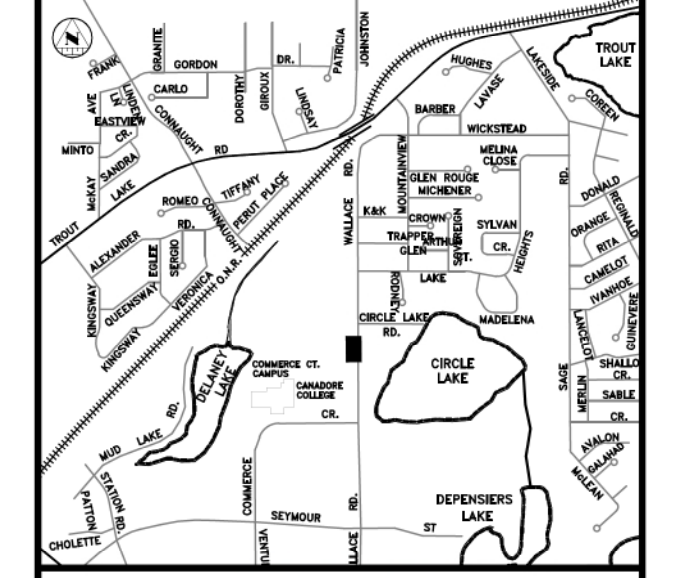 N
FRANK
GRANITE
GORDON
DR.
PATRICIA
JOHNSTON
CARLO
DOROTHY
GIROUX
LINDSAY
AVE
LINDEN
LN
EASTVIEW
CR.
CONNAUGHT
MINTO
SANDRA
McKAY
TROUT
LAKE
RD
HUGHES
LAVASE
LAKESIDE
TROUT
LAKE
COREEN
BARBER
WICKSTEAD
MELINA
CLOSE
MOUNTAINVIEW
GLEN ROUGE
MICHENER
RD.
WALLACE
RD.
DONALD
REGINALD
ROMEO
TIFFANY
CONNAUGHT
PERUT PLACE
RD.
ALEXANDER
EGLEE
SERGIO
K&K
CROWN
TRAPPER
ARTHUR
GLEN
SOVEREIGN
ST.
SYLVAN
CR.
HEIGHTS
ORANGE
RITA
CAMELOT
IVANHOE
KINGSWAY
QUEENSWAY
VERONICA
O.N.R.
KINGSWAY
LAKE
RODNEY
CIRCLE LAKE
RD.
MADELENA
LANCELOT
GUINEVERE
DELANEY
LAKE
COMMERCE CT.
CAMPUS
CANADORE
COLLEGE
CIRCLE
LAKE
SAGE
MERLIN
SHALLO
CR.
SABLE
CR.
MUD
LAKE
RD.
CR.
COMMERCE
AVALON
GALAHAD
McLEAN
PATTON
STATION RD.
CHOLETTE
SEYMOUR
ST
VENTU
RD.
LLACE
DEPENSIERS
LAKE